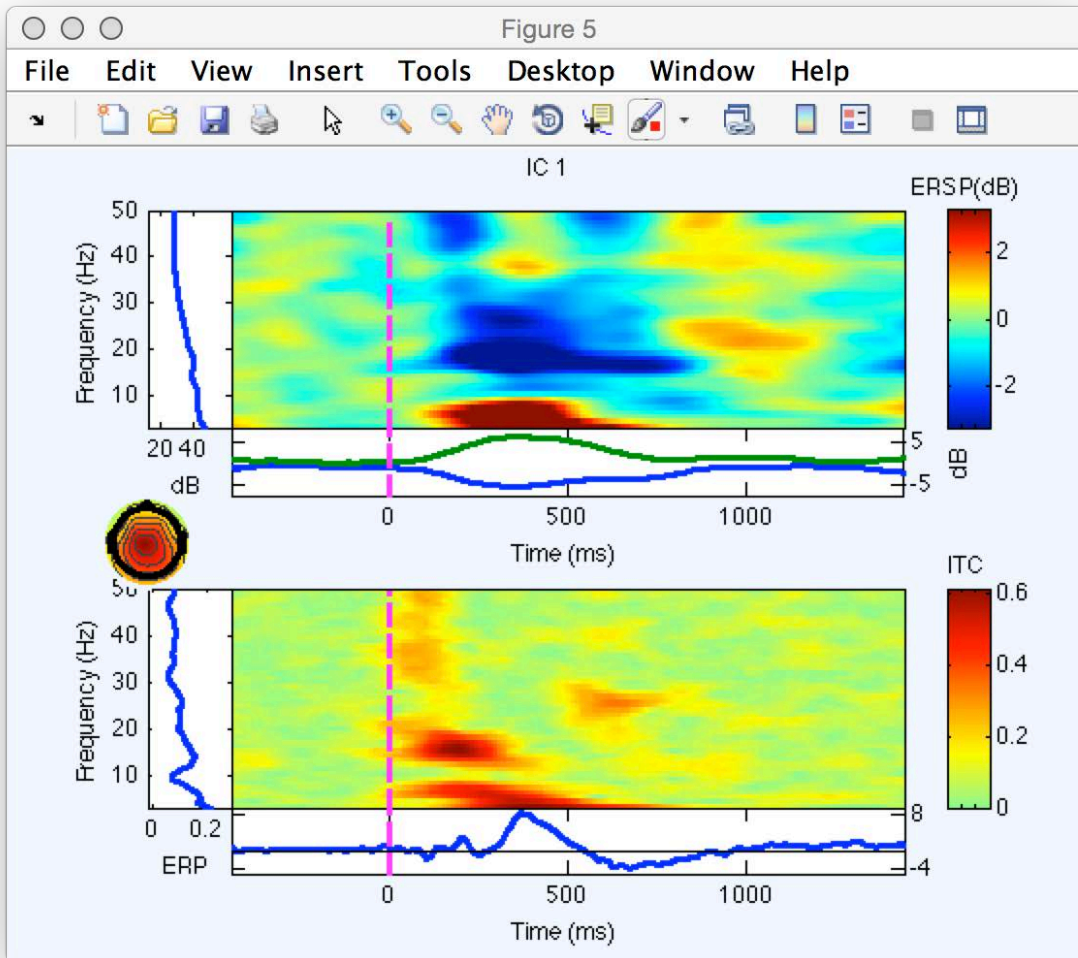 Figure 5
File Edit View Insert Tools Desktop Window Help
IC 1
ERSP(dB)
50
40
30
20
10
Frequency (Hz)
2
0
-2
20 40
dB
5
-5
dB
0 500 1000
Time (ms)
ITC
50
40
30
20
10
Frequency (Hz)
0.6
0.4
0.2
0
0 0.2
ERP
8
-4
0 500 1000
Time (ms)